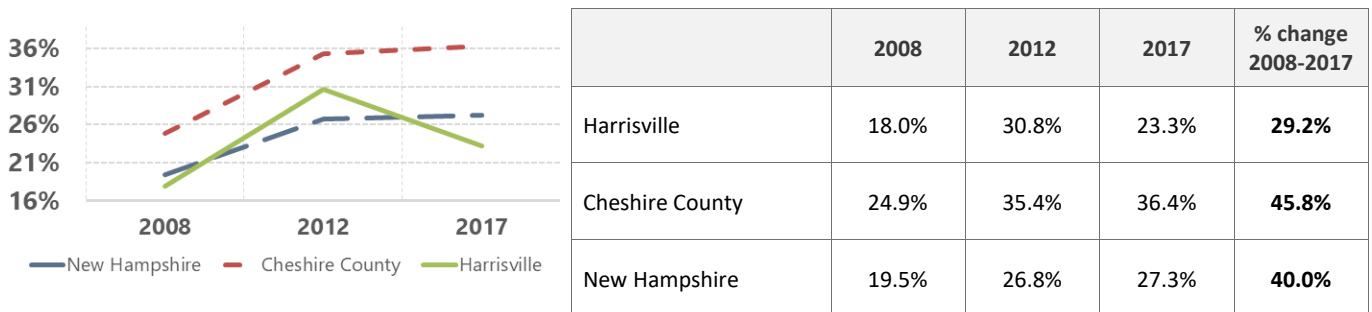 36%
31%
26%
21%
16%
2008 2012 2017
New Hampshire Cheshire County Harrisville
2008 2012 2017 % change
2008-2017
Harrisville 18.0% 30.8% 23.3% 29.2%
Cheshire County 24.9% 35.4% 36.4% 45.8%
New Hampshire 19.5% 26.8% 27.3% 40.0%